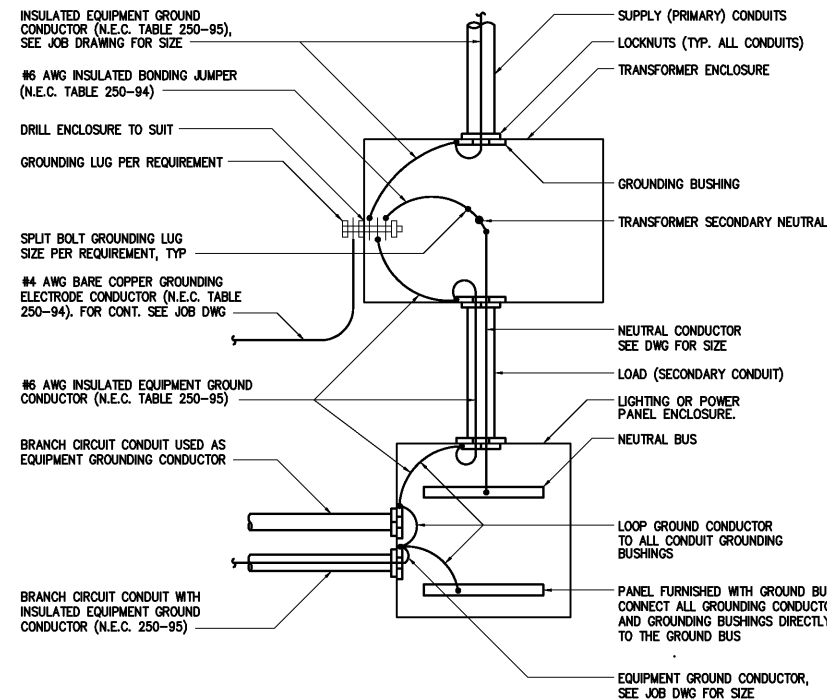 INSULATED EQUIPMENT GROUND
CONDUCTOR (N.E.C. TABLE 250-95),
SEE JOB DRAWING FOR SIZE
#6 AWG INSULATED BONDING JUMPER
(N.E.C. TABLE 250-94)
DRILL ENCLOSURE TO SUIT
GROUNDING LUG PER REQUIREMENT
SPLIT BOLT GROUNDING LUG
SIZE PER REQUIREMENT, TYP
#4 AWG BARE COPPER GROUNDING
ELECTRODE CONDUCTOR (N.E.C. TABLE
250-94). FOR CONT. SEE JOB DWG
#6 AWG INSULATED EQUIPMENT GROUND
CONDUCTOR (N.E.C. TABLE 250-95)
BRANCH CIRCUIT CONDUIT USED AS
EQUIPMENT GROUNDING CONDUCTOR
BRANCH CIRCUIT CONDUIT WITH
INSULATED EQUIPMENT GROUND
CONDUCTOR (N.E.C. 250-95)
SUPPLY (PRIMARY) CONDUITS
LOCKNUTS (TYP. ALL CONDUITS)
TRANSFORMER ENCLOSURE
GROUNDING BUSHING
TRANSFORMER SECONDARY NEUTRAL
NEUTRAL CONDUCTOR
SEE DWG FOR SIZE
LOAD (SECONDARY CONDUIT)
LIGHTING OR POWER
PANEL ENCLOSURE.
NEUTRAL BUS
LOOP GROUND CONDUCTOR
TO ALL CONDUIT GROUNDING
BUSHINGS
PANEL FURNISHED WITH GROUND BU
CONNECT ALL GROUNDING CONDUCTO
AND GROUNDING BUSHINGS DIRECTLY
TO THE GROUND BUS
EQUIPMENT GROUND CONDUCTOR,
SEE JOB DWG FOR SIZE